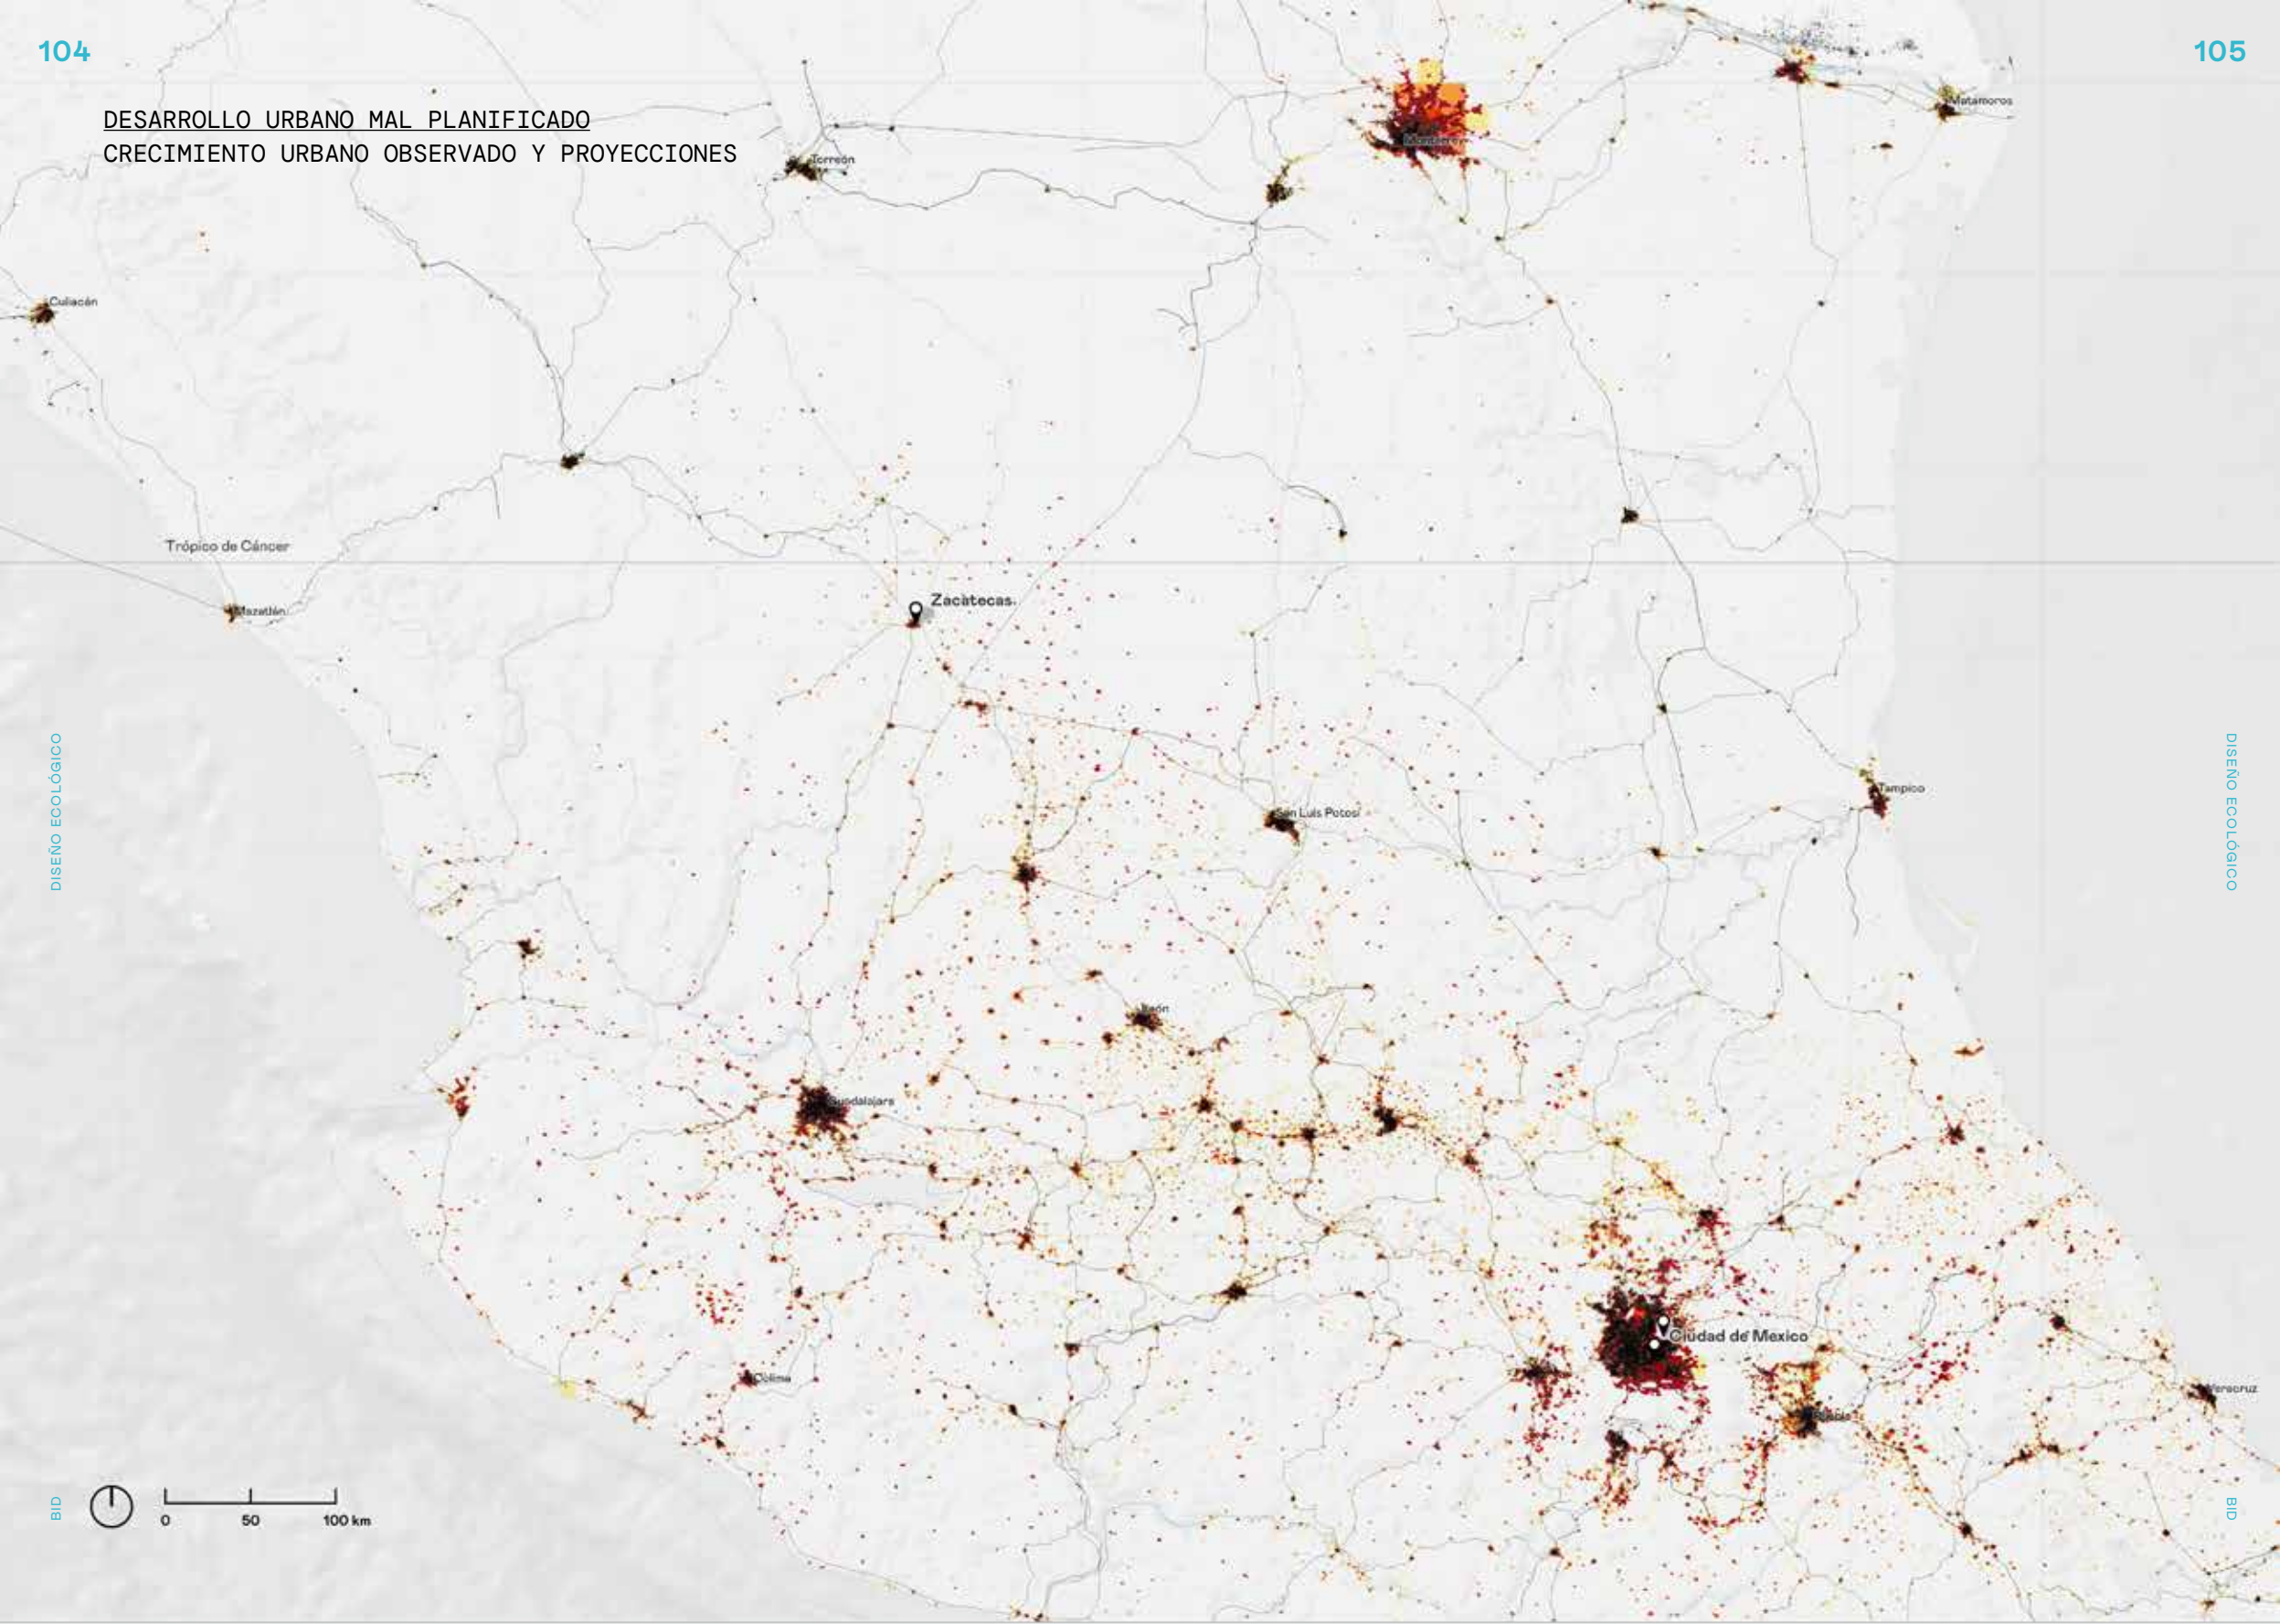 104
105
DESARROLLO URBANO MAL PLANIFICADO
CRECIMIENTO URBANO OBSERVADO Y PROYECCIONES
Matamoros
Monterrey
Torreón
Culiacán
Trópico de Cáncer
Zacatecas
Mazatlán
DISEÑO ECOLÓGICO
DISEÑO ECOLÓGICO
Tampico
San Luis Potosí
León
Guadalajara
Ciudad de Mexico
Colima
Veracruz
Puebla
BID
0 50 100 km
BID